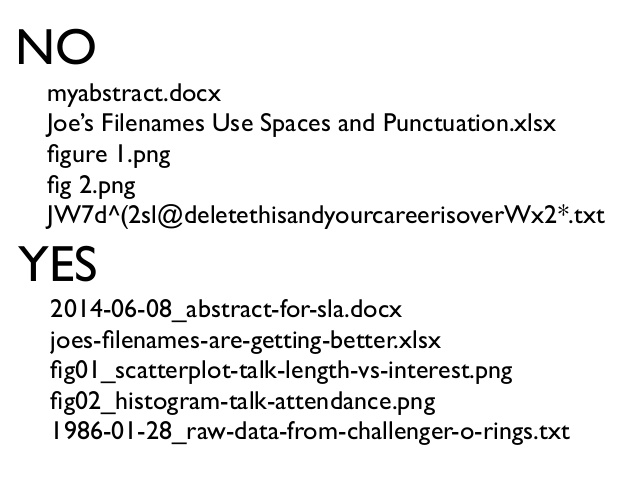 NO
myabstract.docx
Joe’s Filenames Use Spaces and Punctuation.xlsx
figure 1.png
fig 2.png
JW7d^(2sl@deletethisandyourcareerisoverWx2*.txt
YES
2014-06-08_abstract-for-sla.docx
joes-filenames-are-getting-better.xlsx
fig01_scatterplot-talk-length-vs-interest.png
fig02_histogram-talk-attendance.png
1986-01-28_raw-data-from-challenger-o-rings.txt